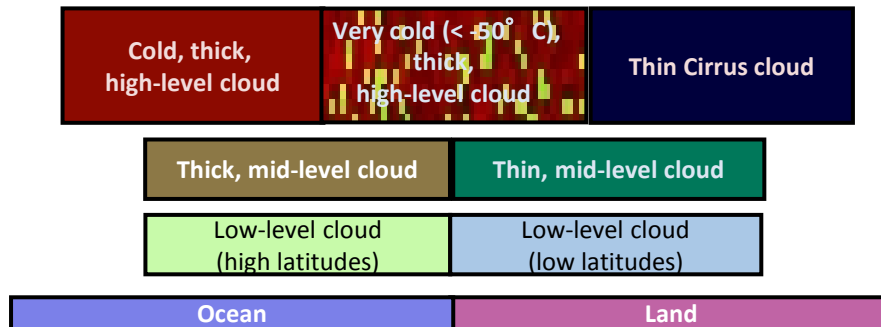 Cold, thick,
high-level cloud
Very cold (< -50° C),
thick,
high-level cloud
Thin Cirrus cloud
Thick, mid-level cloud
Thin, mid-level cloud
Low-level cloud
(high latitudes)
Low-level cloud
(low latitudes)
Ocean
Land